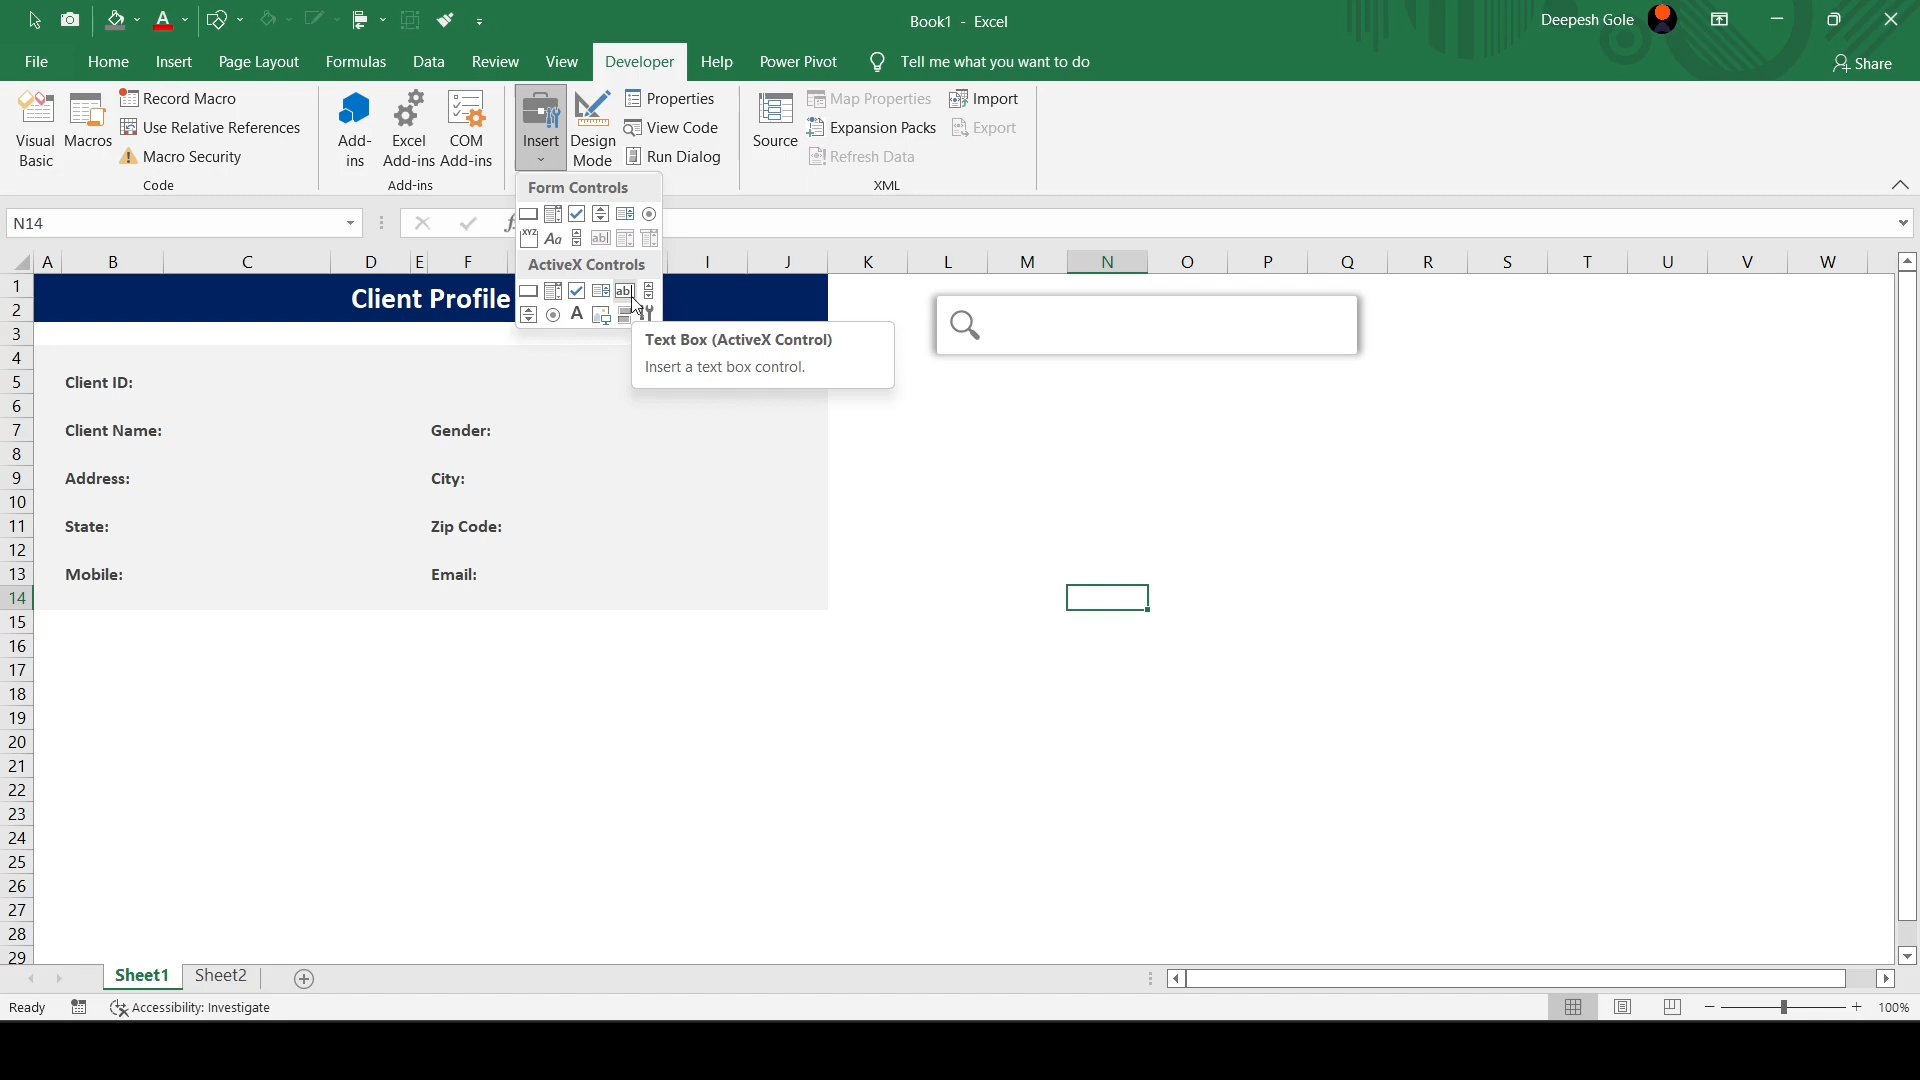 Book1 - Excel
Deepesh Gole
File Home Insert Page Layout Formulas Data Review View Developer Help Power Pivot Tell me what you want to do Share
Visual Basic
Macros
Record Macro
Use Relative References
Macro Security
Code
Add-ins
Excel Add-ins
COM Add-ins
Add-ins
Insert
Design Mode
Properties
View Code
Run Dialog
Source
Map Properties
Expansion Packs
Refresh Data
Import
Export
XML
Form Controls
XYZ Aa ab|
ActiveX Controls
ab|
A
Text Box (ActiveX Control)
Insert a text box control.
N14
A B C D E F I J K L M N O P Q R S T U V W
1
2
3
4
5
6
7
8
9
10
11
12
13
14
15
16
17
18
19
20
21
22
23
24
25
26
27
28
29
Client Profile
Client ID:
Client Name: Gender:
Address: City:
State: Zip Code:
Mobile: Email:
Sheet1 Sheet2
Ready Accessibility: Investigate 100%